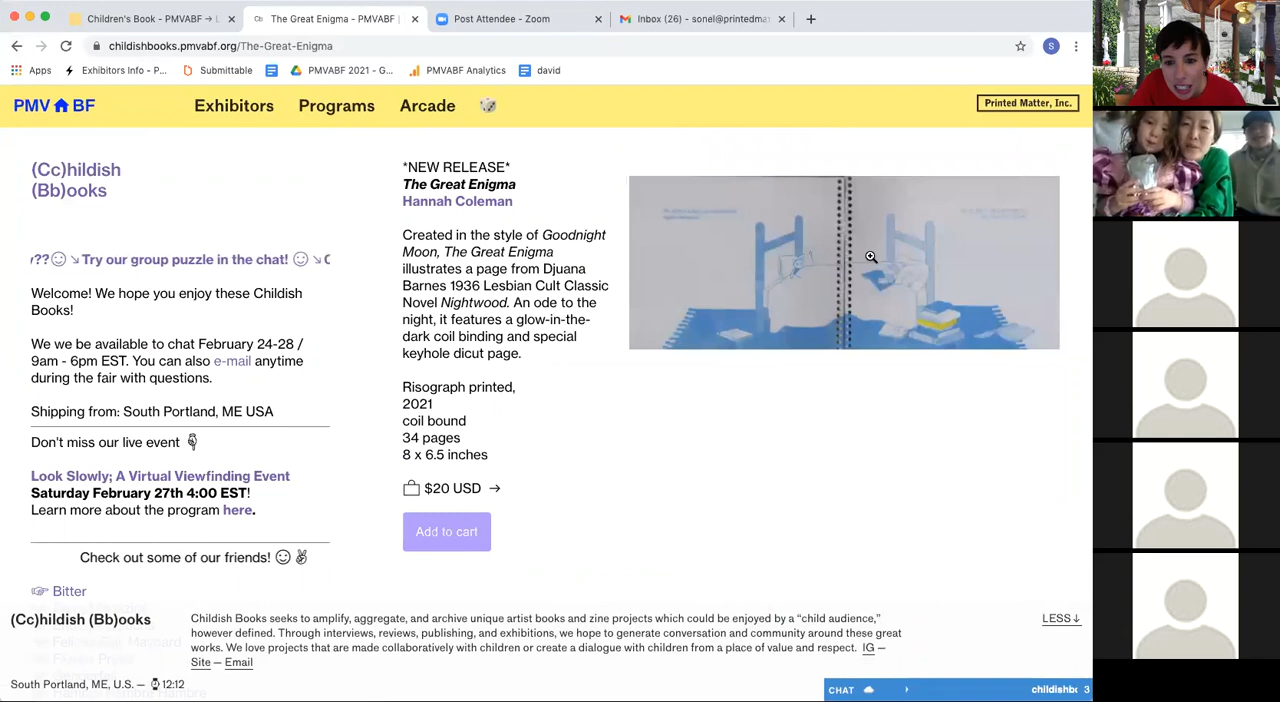 Children's Book - PMVABF
The Great Enigma - PMVABF |
Post Attendee - Zoom
Inbox (26) - sonel@printedma
childishbooks.pmvabf.org/The-Great-Enigma
S
Apps
Exhibitors Info - P...
Submittable
PMVABF 2021 - G...
PMVABF Analytics
david
PMV BF
Exhibitors
Programs
Arcade
Printed Matter, Inc.
(Cc)hildish
(Bb)ooks
y??☺ ↘ Try our group puzzle in the chat! ☺ ↘ C
Welcome! We hope you enjoy these Childish
Books!
We we be available to chat February 24-28 /
9am - 6pm EST. You can also e-mail anytime
during the fair with questions.
Shipping from: South Portland, ME USA
Don't miss our live event
Look Slowly; A Virtual Viewfinding Event
Saturday February 27th 4:00 EST!
Learn more about the program here.
Check out some of our friends! ☺ ✌
Bitter
*NEW RELEASE*
The Great Enigma
Hannah Coleman
Created in the style of Goodnight
Moon, The Great Enigma
illustrates a page from Djuana
Barnes 1936 Lesbian Cult Classic
Novel Nightwood. An ode to the
night, it features a glow-in-the-
dark coil binding and special
keyhole dicut page.
Risograph printed,
2021
coil bound
34 pages
8 x 6.5 inches
$20 USD →
Add to cart
(Cc)hildish (Bb)ooks
Childish Books seeks to amplify, aggregate, and archive unique artist books and zine projects which could be enjoyed by a "child audience,"
however defined. Through interviews, reviews, publishing, and exhibitions, we hope to generate conversation and community around these great
works. We love projects that are made collaboratively with children or create a dialogue with children from a place of value and respect. IG —
Site — Email
LESS↓
South Portland, ME, U.S. — 12:12
CHAT
childishbo 3